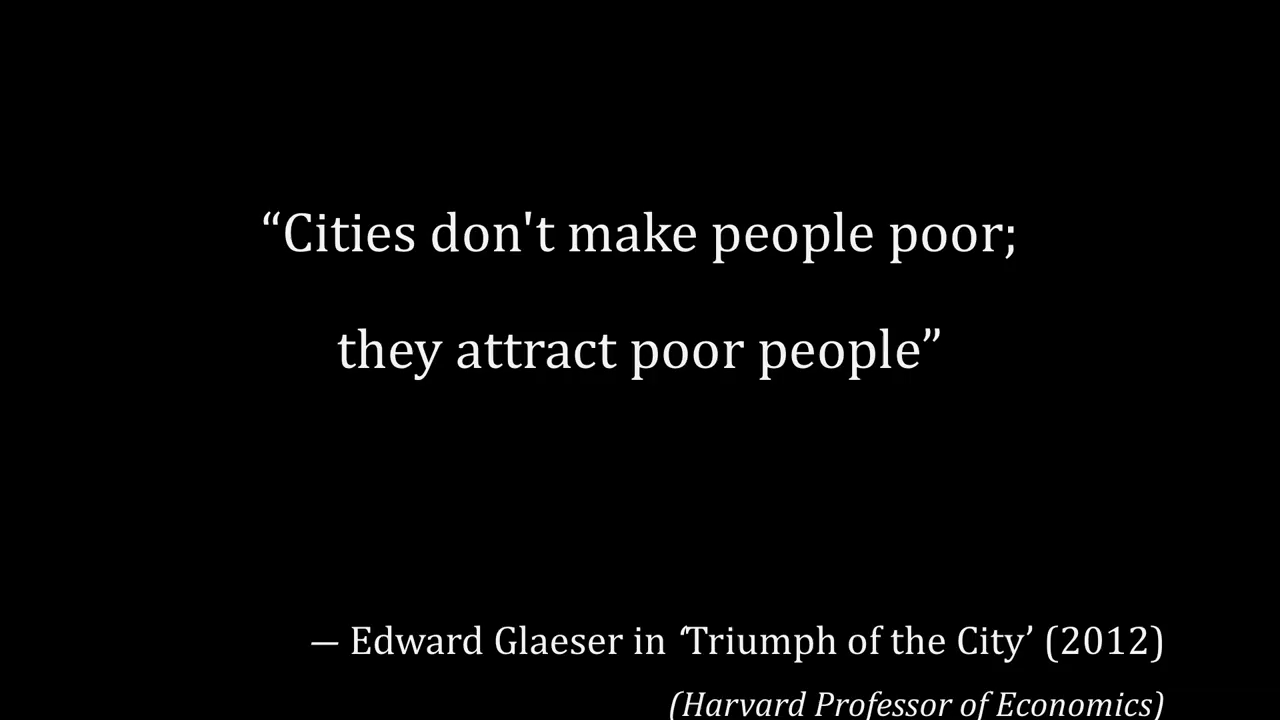 “Cities don't make people poor;
they attract poor people”
— Edward Glaeser in ‘Triumph of the City’ (2012)
(Harvard Professor of Economics)